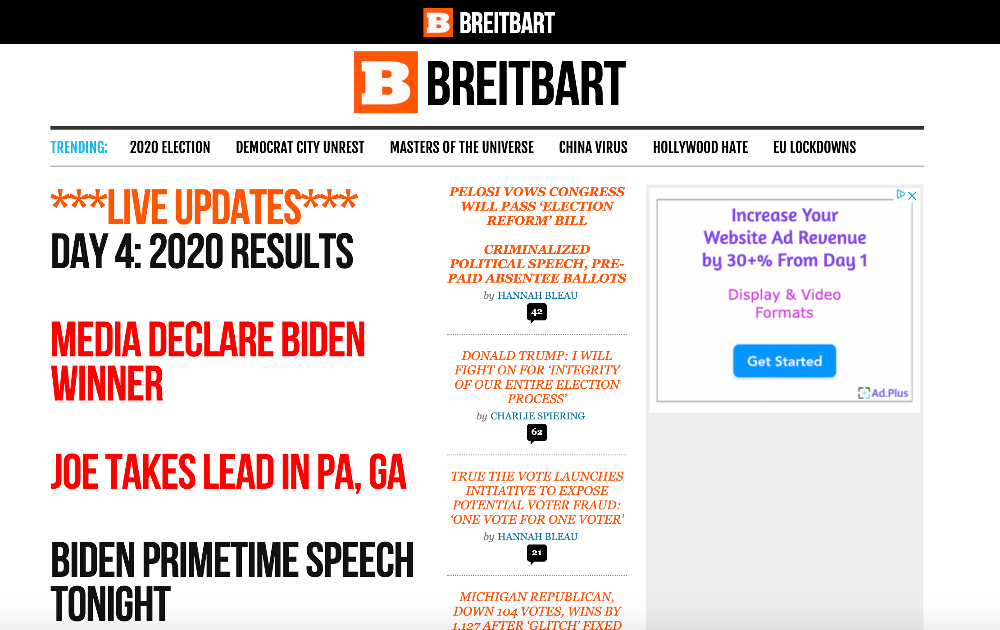 BREITBART
BREITBART
TRENDING: 2020 ELECTION DEMOCRAT CITY UNREST MASTERS OF THE UNIVERSE CHINA VIRUS HOLLYWOOD HATE EU LOCKDOWNS
***LIVE UPDATES***
DAY 4: 2020 RESULTS
MEDIA DECLARE BIDEN
WINNER
JOE TAKES LEAD IN PA, GA
BIDEN PRIMETIME SPEECH
TONIGHT
PELOSI VOWS CONGRESS
WILL PASS ‘ELECTION
REFORM’ BILL
CRIMINALIZED
POLITICAL SPEECH, PRE-
PAID ABSENTEE BALLOTS
by HANNAH BLEAU
42
DONALD TRUMP: I WILL
FIGHT ON FOR ‘INTEGRITY
OF OUR ENTIRE ELECTION
PROCESS’
by CHARLIE SPIERING
62
TRUE THE VOTE LAUNCHES
INITIATIVE TO EXPOSE
POTENTIAL VOTER FRAUD:
‘ONE VOTE FOR ONE VOTER’
by HANNAH BLEAU
21
MICHIGAN REPUBLICAN,
DOWN 104 VOTES, WINS BY
1,127 AFTER ‘GLITCH’ FIXED
Increase Your
Website Ad Revenue
by 30+% From Day 1
Display & Video
Formats
Get Started
Ad.Plus